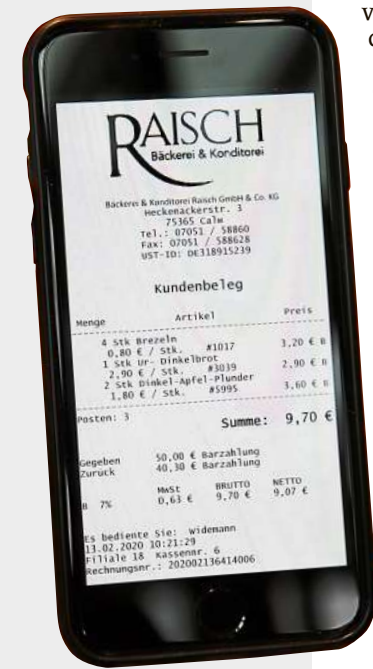 v
RAISCH
Bäckerei & Konditorei
Bäckerei & Konditorei Raisch GmbH & Co. KG
Heckenäckerstr. 3
75365 Calw
Tel.: 07051 / 58860
Fax: 07051 / 588628
UST-ID: DE318915239
Kundenbeleg
Menge Artikel Preis
4 Stk Brezeln
0,80 € / Stk. #1017 3,20 € B
1 Stk Ur- Dinkelbrot
2,90 € / Stk. #3039 2,90 € B
2 Stk Dinkel-Apfel-Plunder
1,80 € / Stk. #5995 3,60 € B
Posten: 3
Summe: 9,70 €
Gegeben 50,00 € Barzahlung
Zurück 40,30 € Barzahlung
MwSt BRUTTO NETTO
B 7% 0,63 € 9,70 € 9,07 €
Es bediente Sie: Widemann
13.02.2020 10:21:29
Filiale 18 Kassennr. 6
Rechnungsnr.: 202002136414006